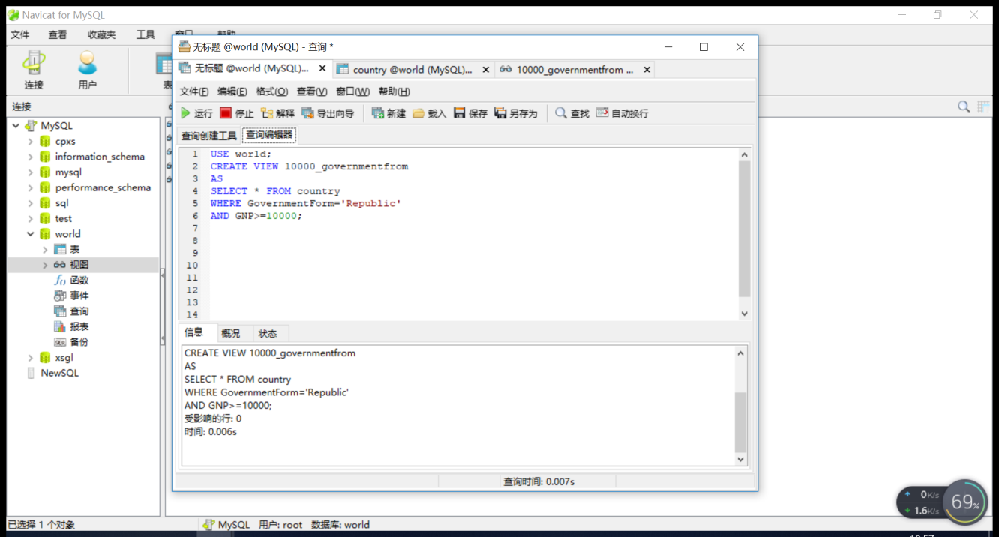 Navicat for MySQL
文件 查看 收藏夹 工具 窗口 帮助
连接 用户 表
无标题 @world (MySQL) - 查询 *
无标题 @world (MySQL)... country @world (MySQL)... 10000_governmentfrom ...
文件(F) 编辑(E) 格式(O) 查看(V) 窗口(W) 帮助(H)
运行 停止 解释 导出向导 新建 载入 保存 另存为 查找 自动换行
查询创建工具 查询编辑器
连接
MySQL
cpxs
information_schema
mysql
performance_schema
sql
test
world
表
视图
函数
事件
查询
报表
备份
xsgl
NewSQL
1 USE world;
2 CREATE VIEW 10000_governmentfrom
3 AS
4 SELECT * FROM country
5 WHERE GovernmentForm='Republic'
6 AND GNP>=10000;
7
8
9
10
11
12
13
14
信息 概况 状态
CREATE VIEW 10000_governmentfrom
AS
SELECT * FROM country
WHERE GovernmentForm='Republic'
AND GNP>=10000;
受影响的行: 0
时间: 0.006s
查询时间: 0.007s
0K/s
1.6K/s
69%
已选择 1 个对象 MySQL 用户: root 数据库: world